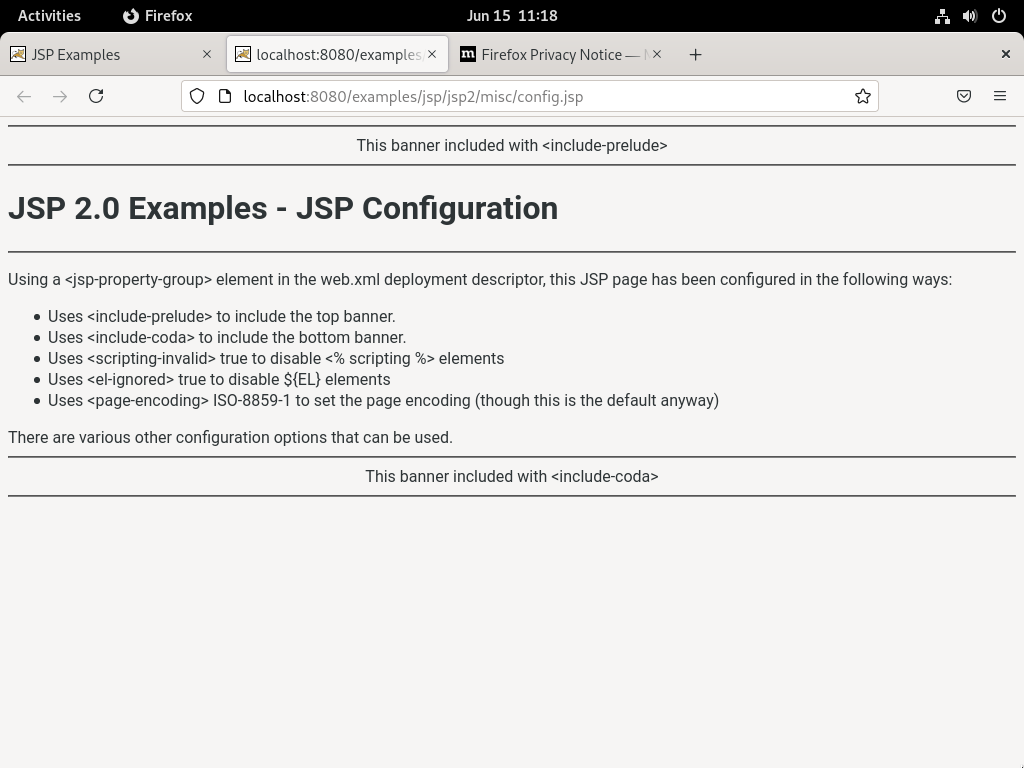 Activities
Firefox
Jun 15 11:18
JSP Examples
localhost:8080/examples
Firefox Privacy Notice —
localhost:8080/examples/jsp/jsp2/misc/config.jsp
This banner included with <include-prelude>
JSP 2.0 Examples - JSP Configuration
Using a <jsp-property-group> element in the web.xml deployment descriptor, this JSP page has been configured in the following ways:
• Uses <include-prelude> to include the top banner.
• Uses <include-coda> to include the bottom banner.
• Uses <scripting-invalid> true to disable <% scripting %> elements
• Uses <el-ignored> true to disable ${EL} elements
• Uses <page-encoding> ISO-8859-1 to set the page encoding (though this is the default anyway)
There are various other configuration options that can be used.
This banner included with <include-coda>